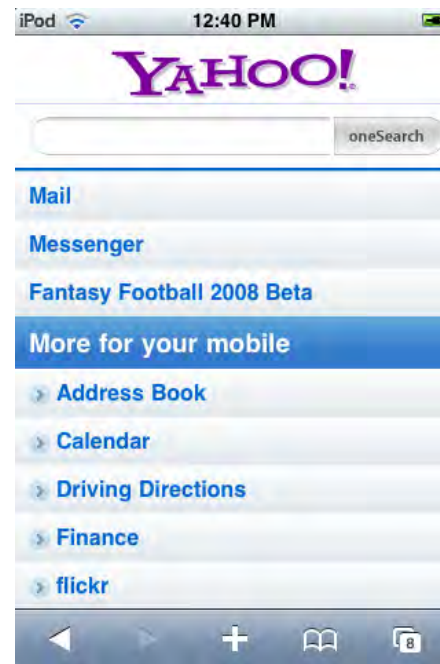 iPod 12:40 PM
YAHOO!
oneSearch
Mail
Messenger
Fantasy Football 2008 Beta
More for your mobile
Address Book
Calendar
Driving Directions
Finance
flickr
8